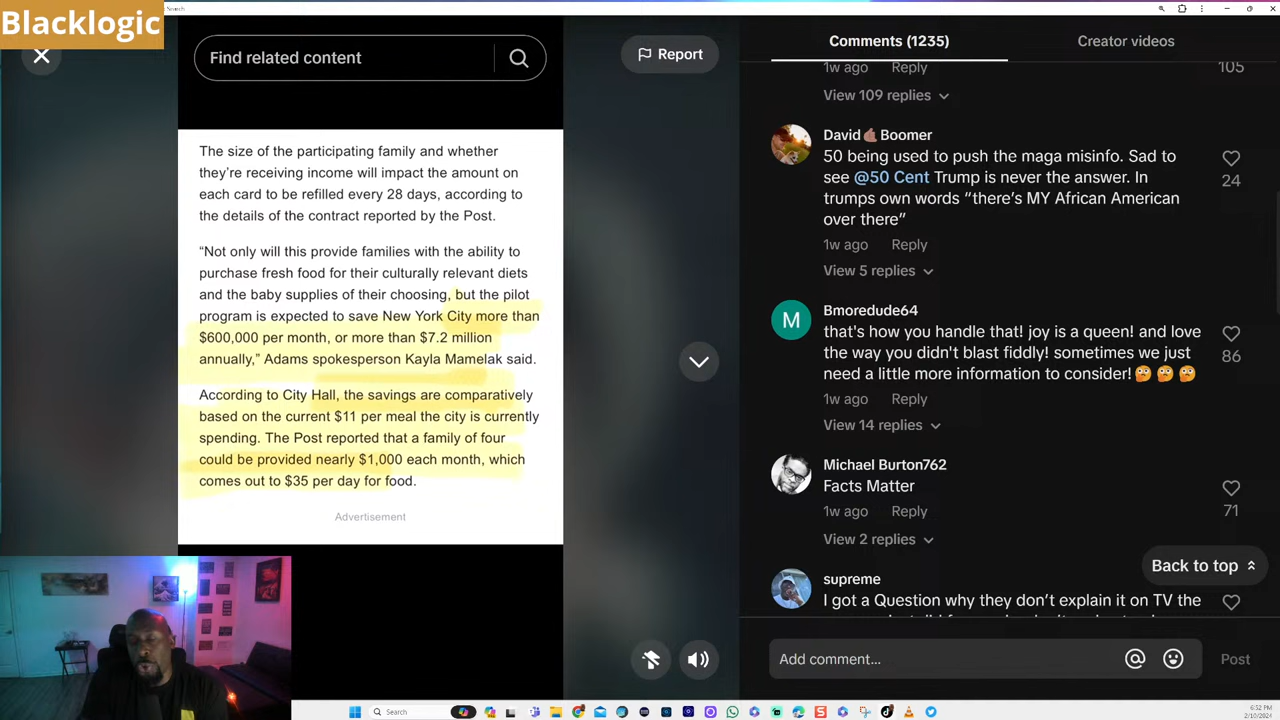 Blacklogic
Search
Find related content
Report
The size of the participating family and whether
they're receiving income will impact the amount on
each card to be refilled every 28 days, according to
the details of the contract reported by the Post.
“Not only will this provide families with the ability to
purchase fresh food for their culturally relevant diets
and the baby supplies of their choosing, but the pilot
program is expected to save New York City more than
$600,000 per month, or more than $7.2 million
annually,” Adams spokesperson Kayla Mamelak said.
According to City Hall, the savings are comparatively
based on the current $11 per meal the city is currently
spending. The Post reported that a family of four
could be provided nearly $1,000 each month, which
comes out to $35 per day for food.
Advertisement
Comments (1235)
Creator videos
1w ago Reply
105
View 109 replies
David Boomer
50 being used to push the maga misinfo. Sad to
see @50 Cent Trump is never the answer. In
trumps own words “there's MY African American
over there”
24
1w ago Reply
View 5 replies
Bmoredude64
M
that's how you handle that! joy is a queen! and love
the way you didn't blast fiddly! sometimes we just
need a little more information to consider!
86
1w ago Reply
View 14 replies
Michael Burton762
Facts Matter
71
1w ago Reply
View 2 replies
Back to top
supreme
I got a Question why they don't explain it on TV the
Add comment...
Post
Search
6:32 PM
2/10/2024